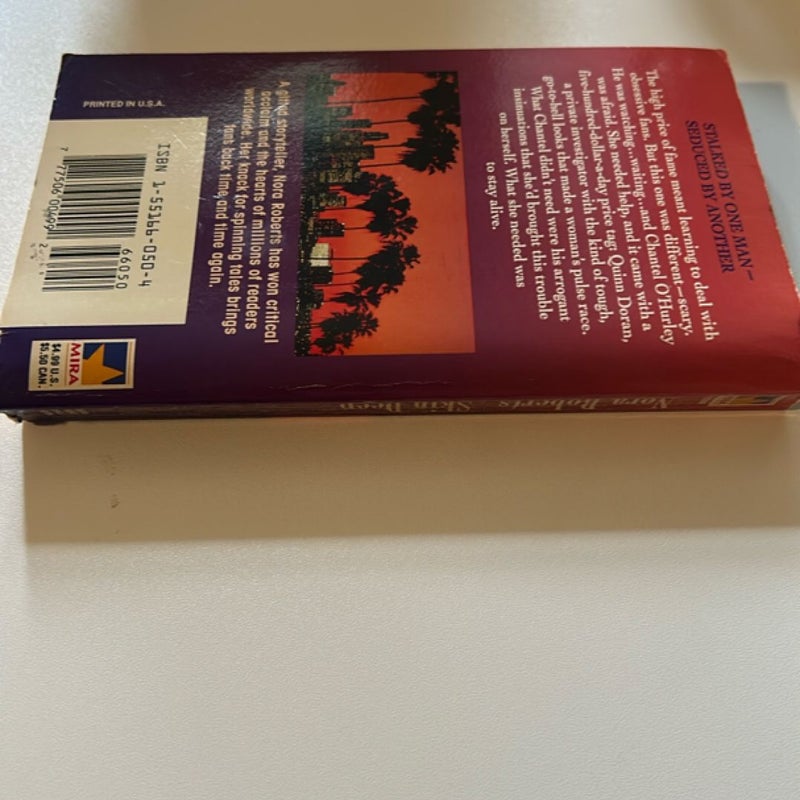 STALKED BY ONE MAN—
SEDUCED BY ANOTHER
The high price of fame meant learning to deal with
obsessive fans. But this one was different—scary.
He was watching...waiting...and Chantel O'Hurley
was afraid. She needed help, and it came with a
five-hundred-dollar-a-day price tag: Quinn Doran,
a private investigator with the kind of tough,
go-to-hell looks that made a woman's pulse race.
What Chantel didn't need were his arrogant
insinuations that she'd brought this trouble
on herself. What she needed was
to stay alive.
A gifted storyteller, Nora Roberts has won critical
acclaim and the hearts of millions of readers
worldwide. Her knack for spinning tales brings
fans back time and time again.
ISBN 1-55166-050-4
66050
PRINTED IN U.S.A.
MIRA
$4.99 U.S.
$5.50 CAN.
Nora Roberts Skin Deep